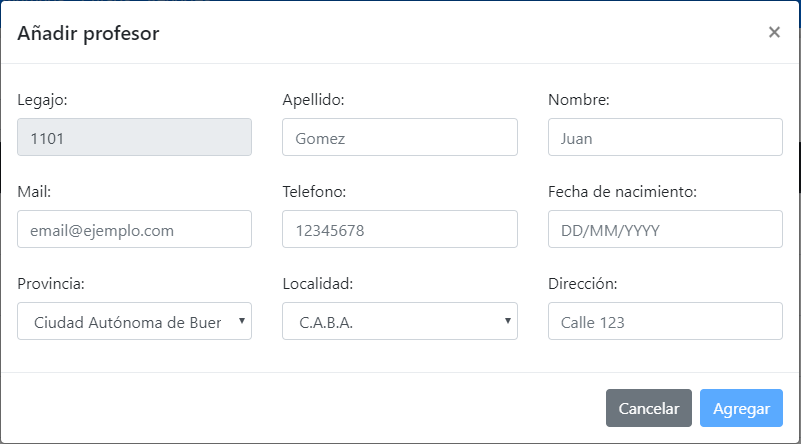 Añadir profesor ×
Legajo: Apellido: Nombre:
1101 Gomez Juan
Mail: Telefono: Fecha de nacimiento:
email@ejemplo.com 12345678 DD/MM/YYYY
Provincia: Localidad: Dirección:
Ciudad Autónoma de Buer C.A.B.A. Calle 123
Cancelar Agregar